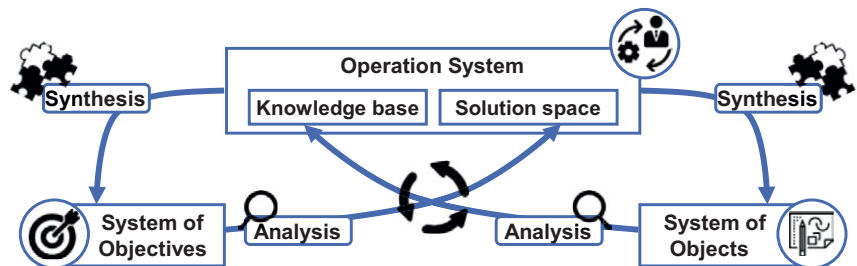 Operation System
Synthesis
Knowledge base
Solution space
Synthesis
System of
Objectives
Analysis
Analysis
System of
Objects